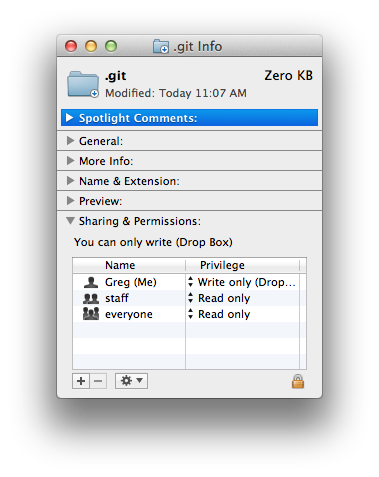 .git Info
.git Zero KB
Modified: Today 11:07 AM
Spotlight Comments:
General:
More Info:
Name & Extension:
Preview:
Sharing & Permissions:
You can only write (Drop Box)
Name Privilege
Greg (Me) Write only (Drop...
staff Read only
everyone Read only